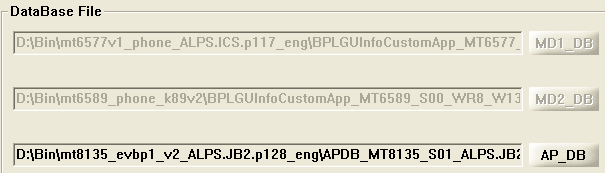 DataBase File
D:\Bin\mt6577v1_phone_ALPS.ICS.p117_eng\BPLGUInfoCustomApp_MT6577_ MD1_DB
D:\Bin\mt6589_phone_k89v2\BPLGUInfoCustomApp_MT6589_S00_WR8_W13 MD2_DB
D:\Bin\mt8135_evbp1_v2_ALPS.JB2.p128_eng\APDB_MT8135_S01_ALPS.JB2 AP_DB